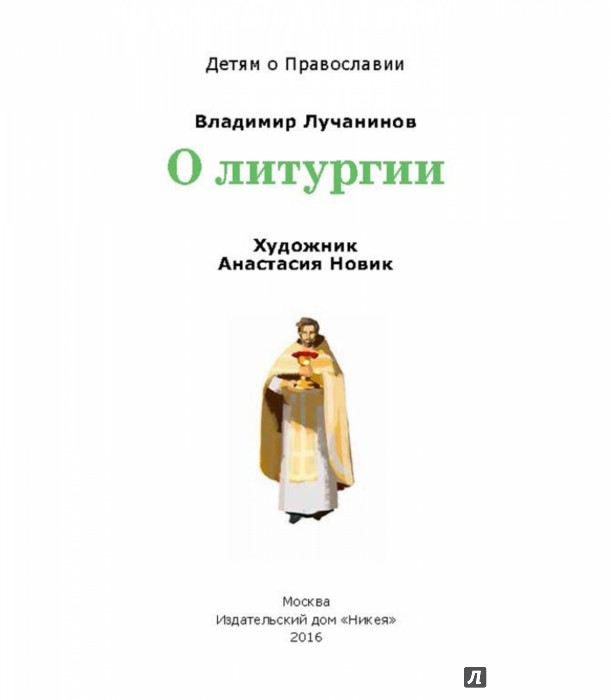 Детям о Православии
Владимир Лучанинов
О литургии
Художник
Анастасия Новик
Москва
Издательский дом «Никея»
2016
Л